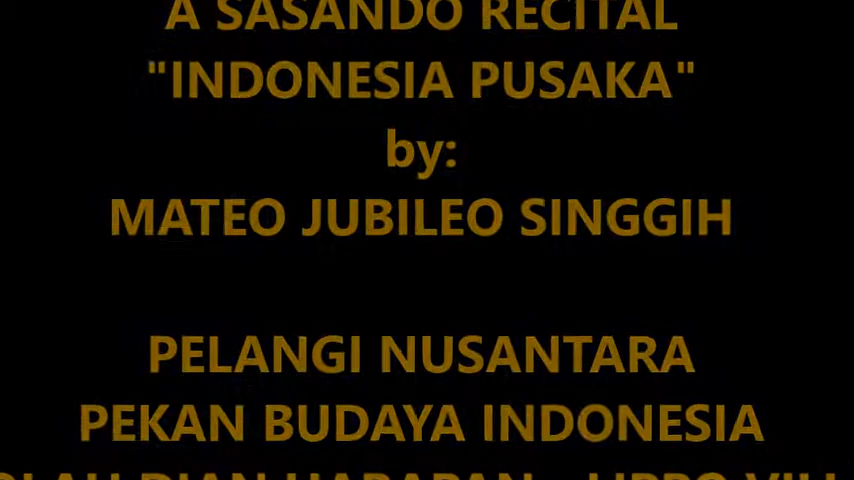 A SASANDO RECITAL
"INDONESIA PUSAKA"
by:
MATEO JUBILEO SINGGIH
PELANGI NUSANTARA
PEKAN BUDAYA INDONESIA